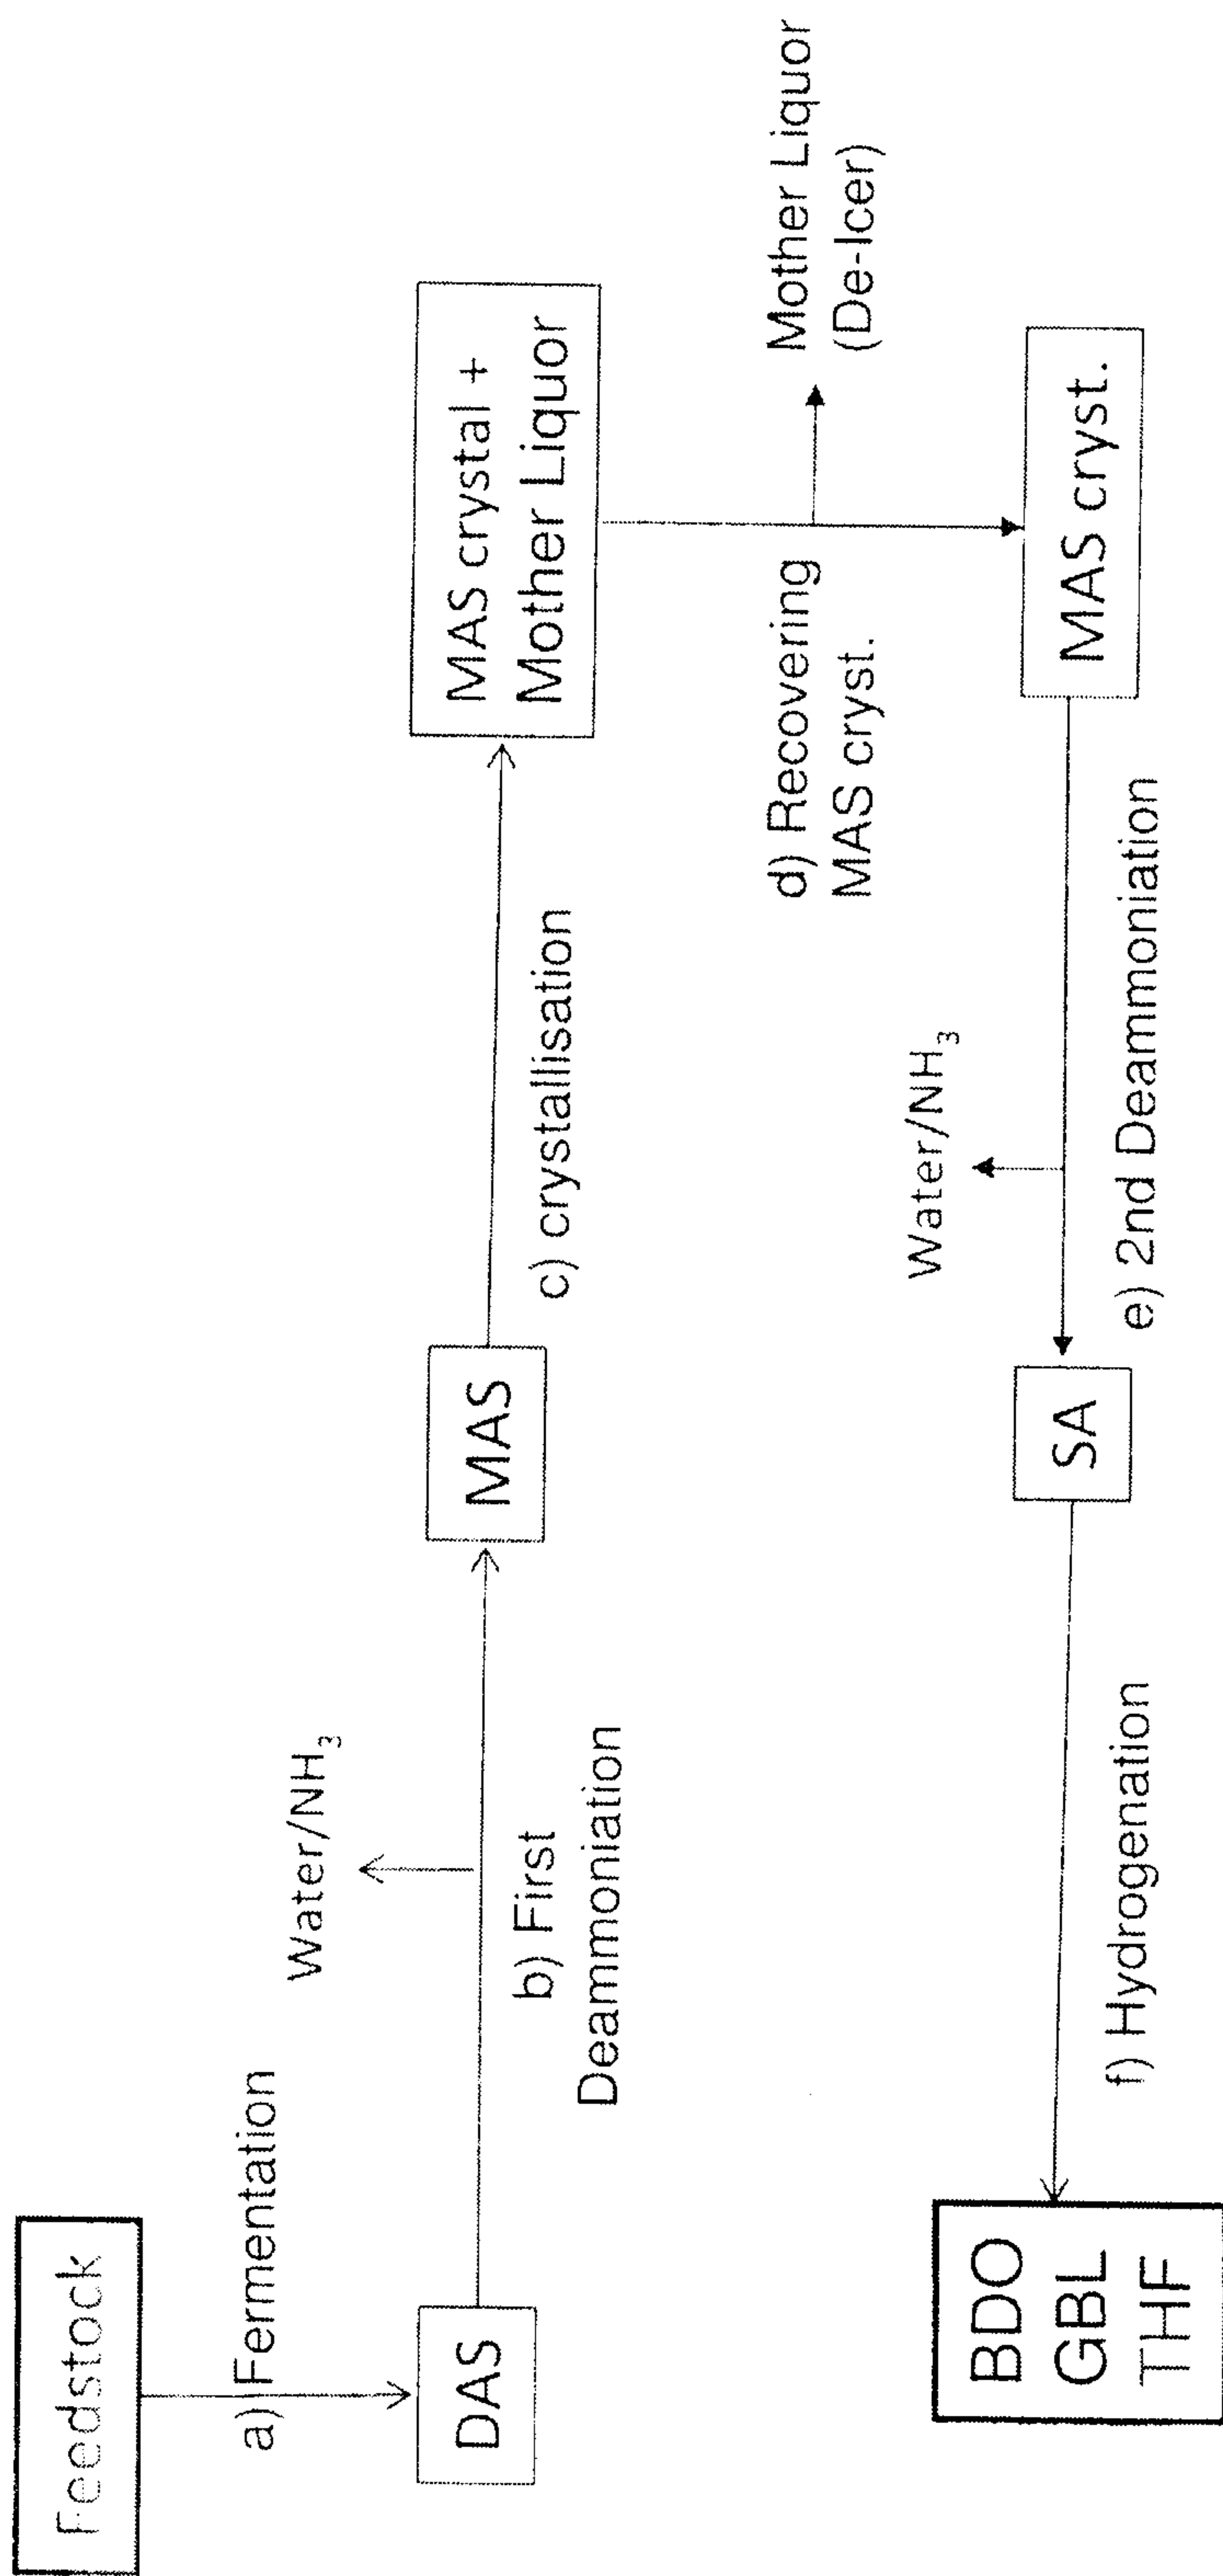 Feedstock
a) Fermentation
DAS
Water/NH₃
b) First
Deammoniation
MAS
c) crystallisation
MAS crystal +
Mother Liquor
d) Recovering
MAS cryst.
Mother Liquor
(De-Icer)
MAS cryst.
Water/NH₃
e) 2nd Deammoniation
SA
f) Hydrogenation
BDO
GBL
THF